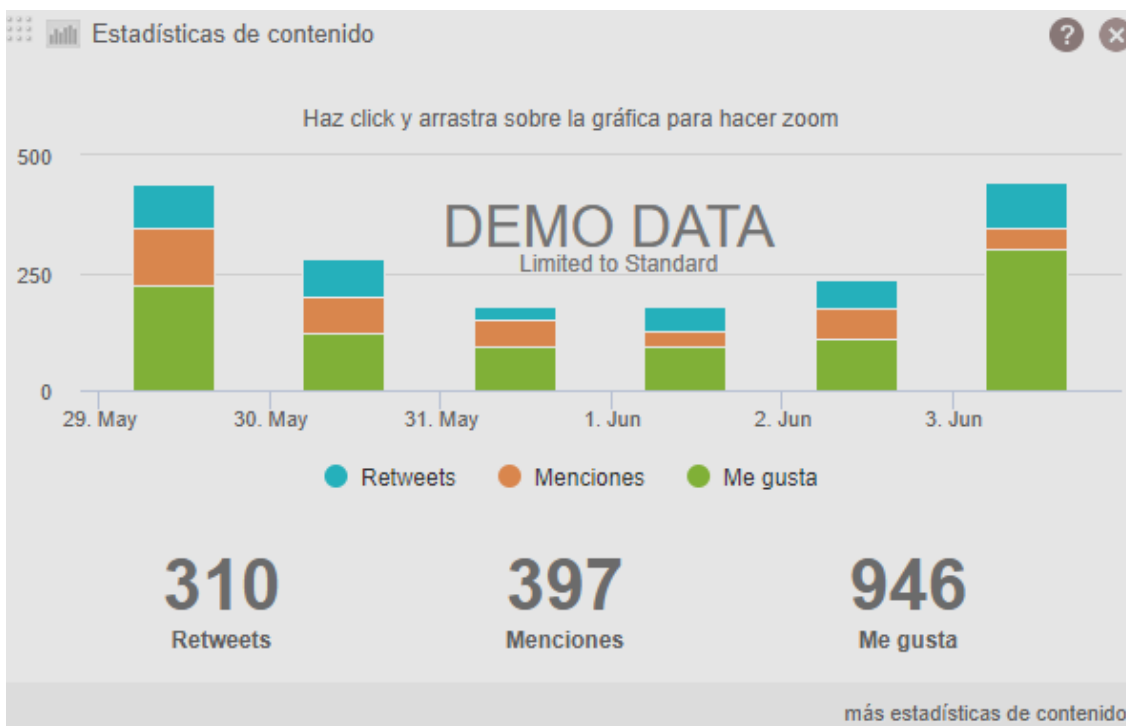 Estadísticas de contenido
?
Haz click y arrastra sobre la gráfica para hacer zoom
500
DEMO DATA
Limited to Standard
250
0
29. May 30. May 31. May 1. Jun 2. Jun 3. Jun
Retweets Menciones Me gusta
310 397 946
Retweets Menciones Me gusta
más estadísticas de contenido